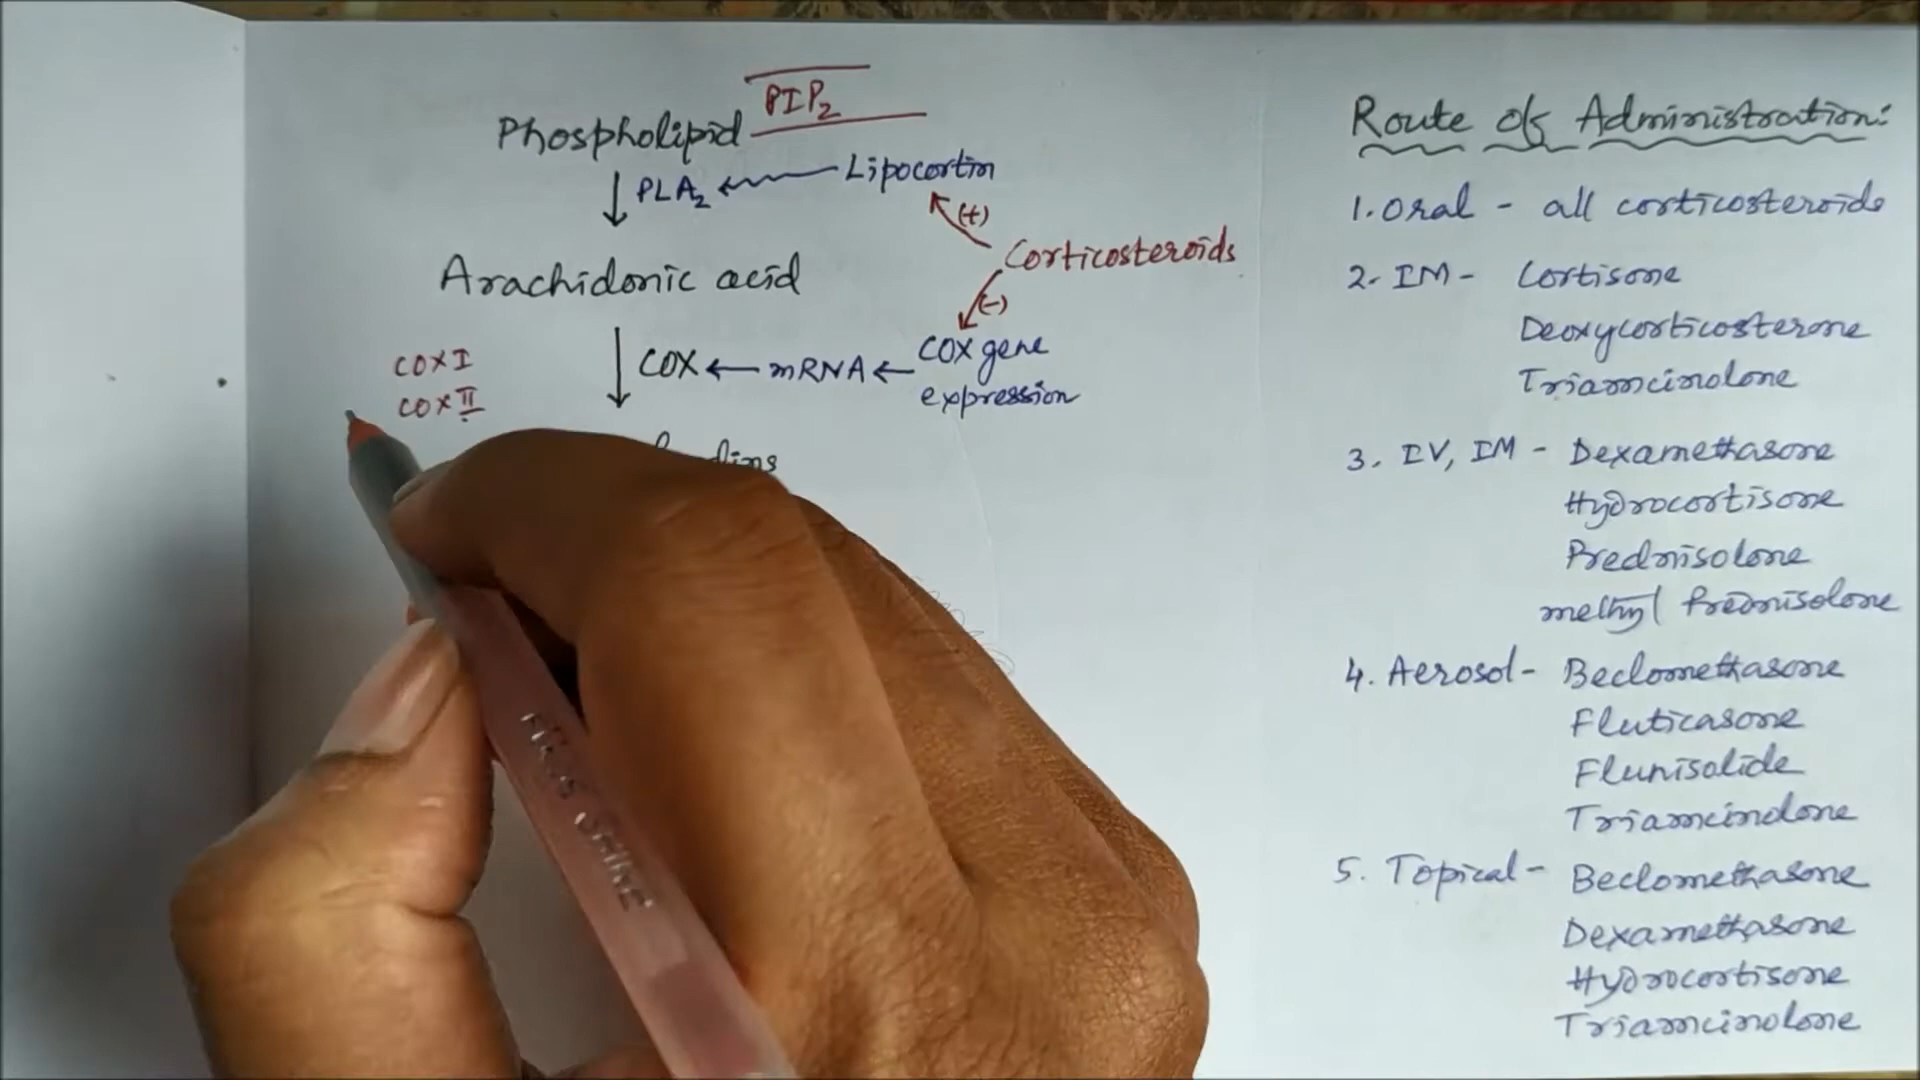 PIP2
Phospholipid
PLA2 Lipocortin
(+)
Arachidonic acid
Corticosteroids
(-)
COX I
COX II
COX mRNA COX gene
expression
Route of Administration:
1. Oral - all corticosteroids
2. IM - Cortisone
Deoxycorticosterone
Triamcinolone
3. IV, IM - Dexamethasone
Hydrocortisone
Prednisolone
methyl Prednisolone
4. Aerosol - Beclomethasone
Fluticasone
Flunisolide
Triamcinolone
5. Topical - Beclomethasone
Dexamethasone
Hydrocortisone
Triamcinolone